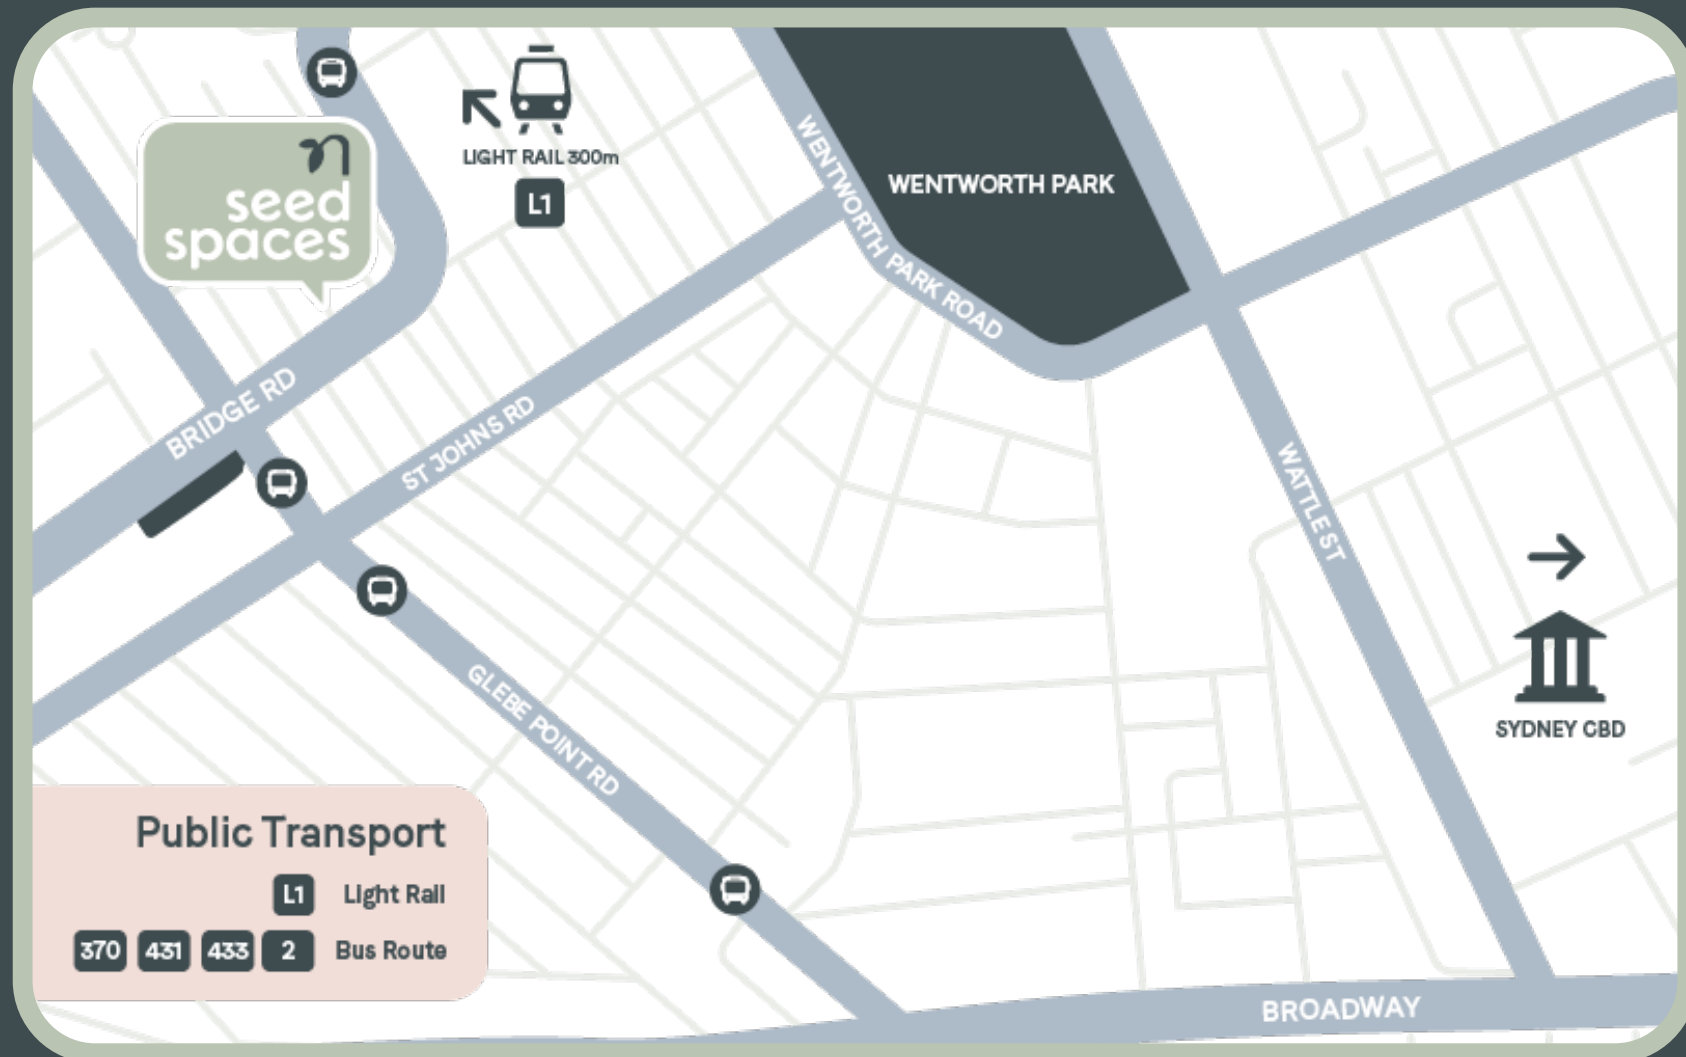 seed
spaces
LIGHT RAIL 300m
L1
WENTWORTH PARK
WENTWORTH PARK ROAD
BRIDGE RD
ST JOHNS RD
WATTLE ST
GLEBE POINT RD
SYDNEY CBD
Public Transport
L1 Light Rail
370 431 433 2 Bus Route
BROADWAY